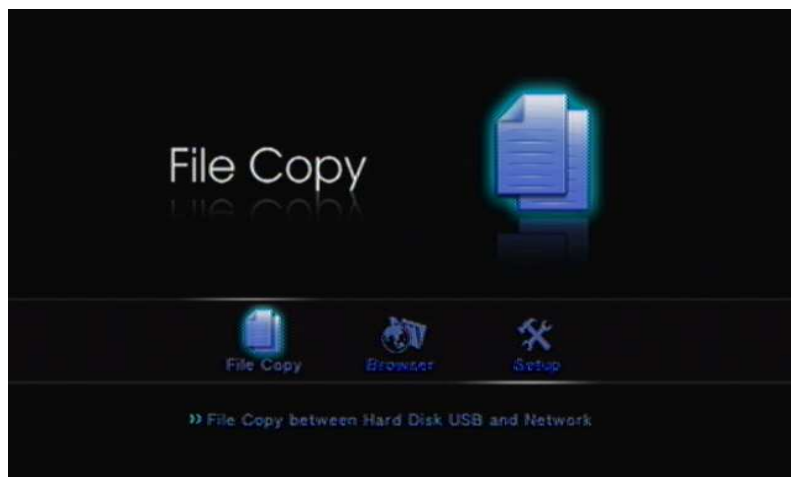 File Copy
File Copy Browser Setup
» File Copy between Hard Disk USB and Network